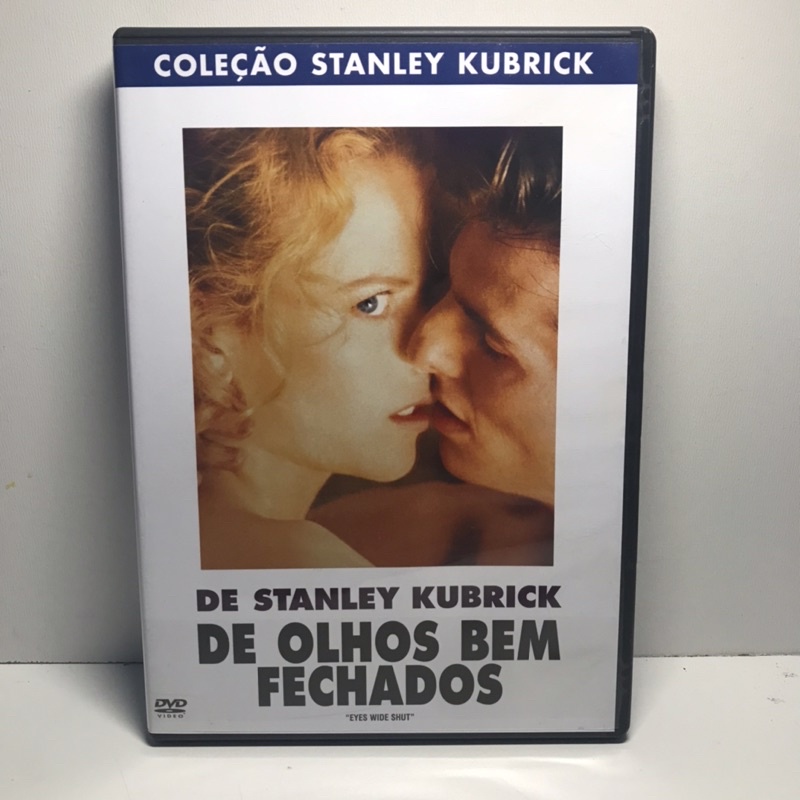 COLEÇÃO STANLEY KUBRICK
DE STANLEY KUBRICK
DE OLHOS BEM
FECHADOS
"EYES WIDE SHUT"
DVD
VIDEO